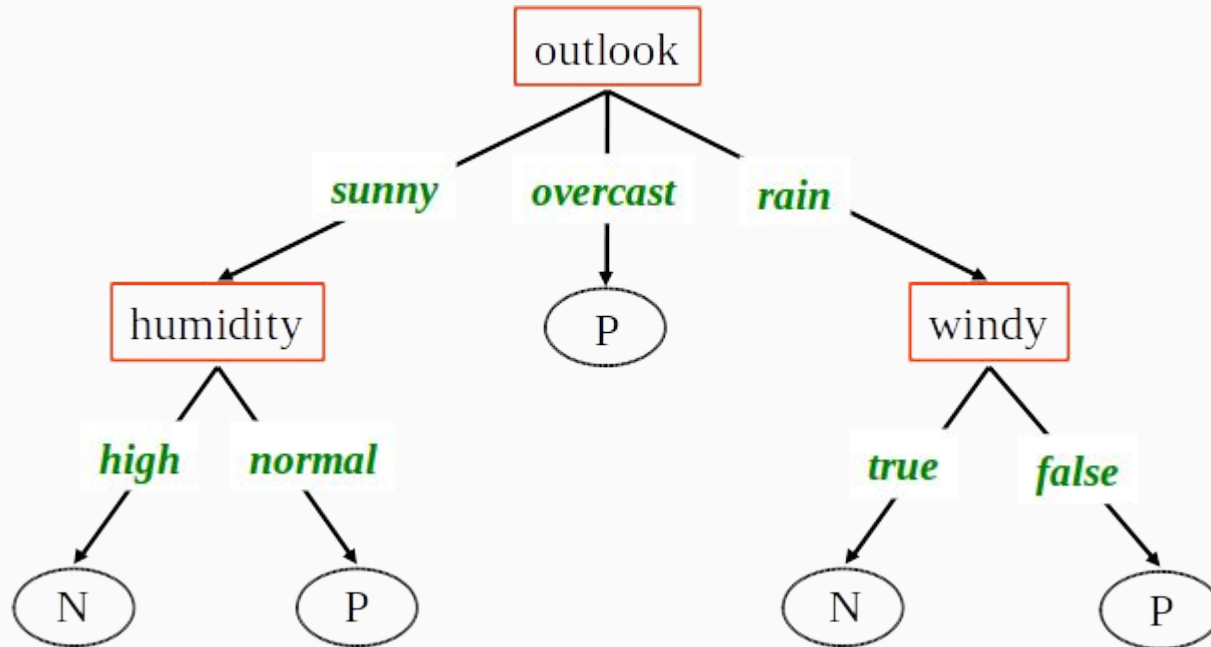 outlook
sunny overcast rain
humidity P windy
high normal true false
N P N P